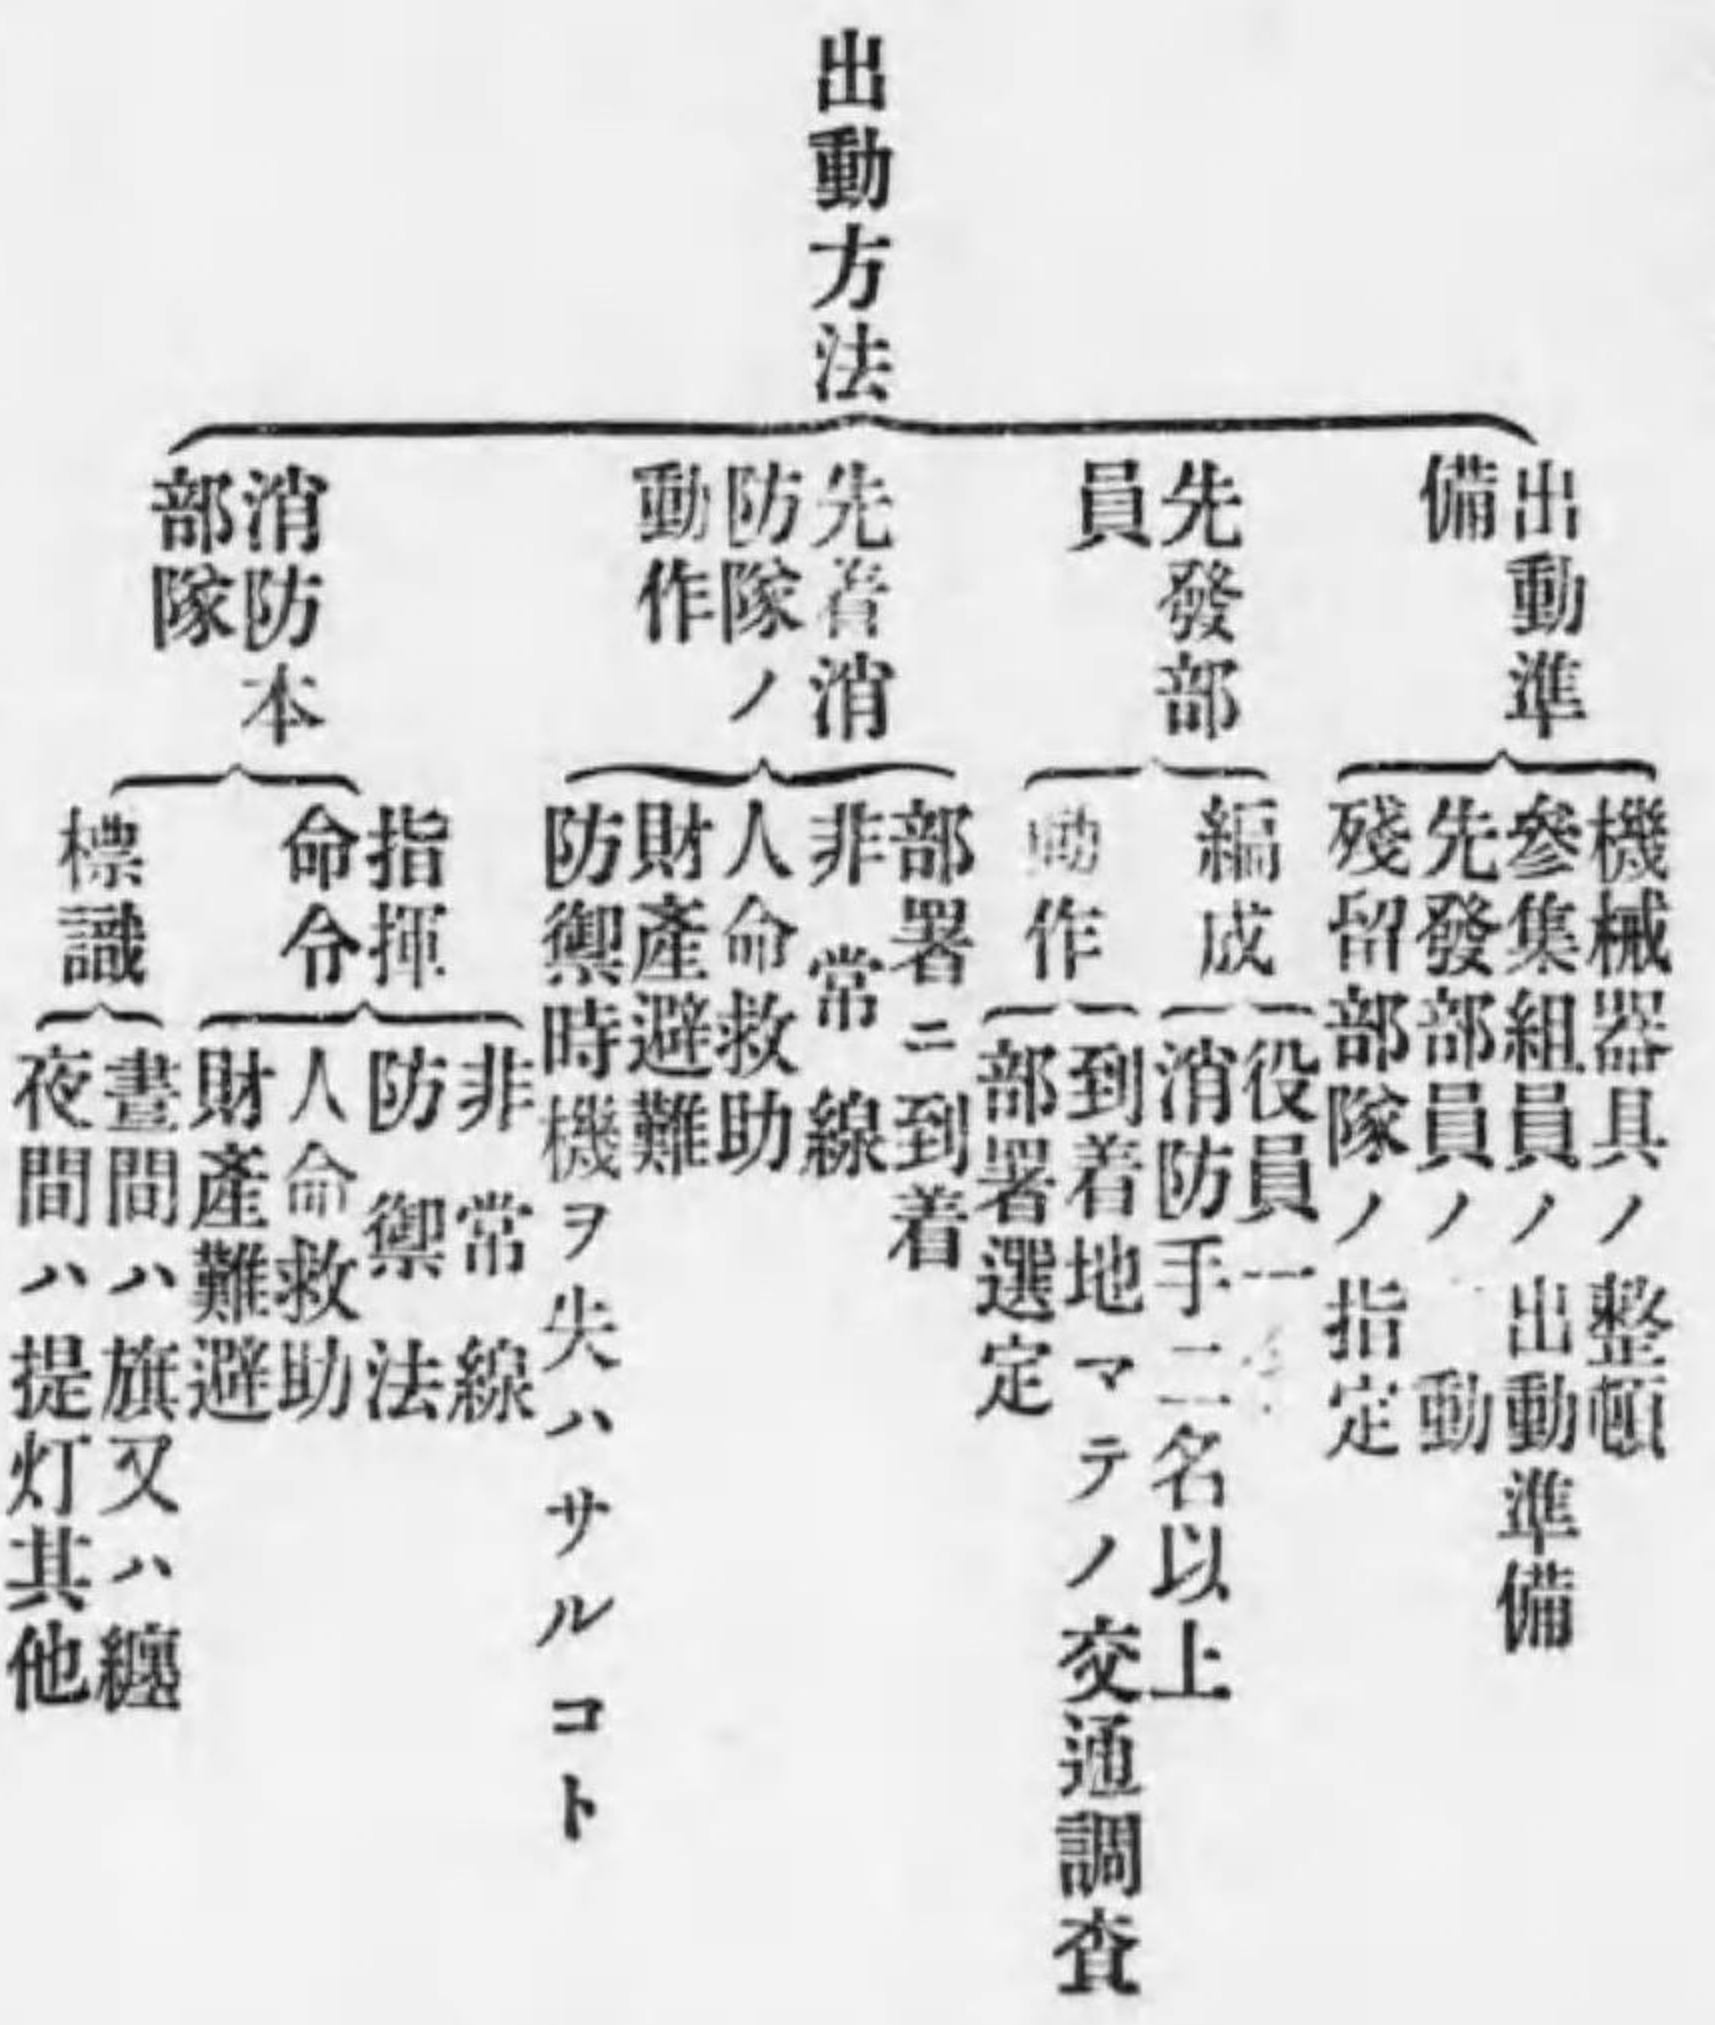 出動方法
出動準
備
機械器具ノ整頓
參集組員ノ出動準備
先發部員ノ 動
殘留部隊ノ指定
先發部
員
編成
役員一
消防手二名以上
動作
到着地マテノ交通調査
部署選定
先着消
防隊ノ
動作
部署ニ到着
非常線
人命救助
財產避難
防禦時機ヲ失ハサルコト
消防本
部隊
指揮
命令
非常線
防禦法
人命救助
財產難避
標識
晝間ハ旗又ハ纏
夜間ハ提灯其他